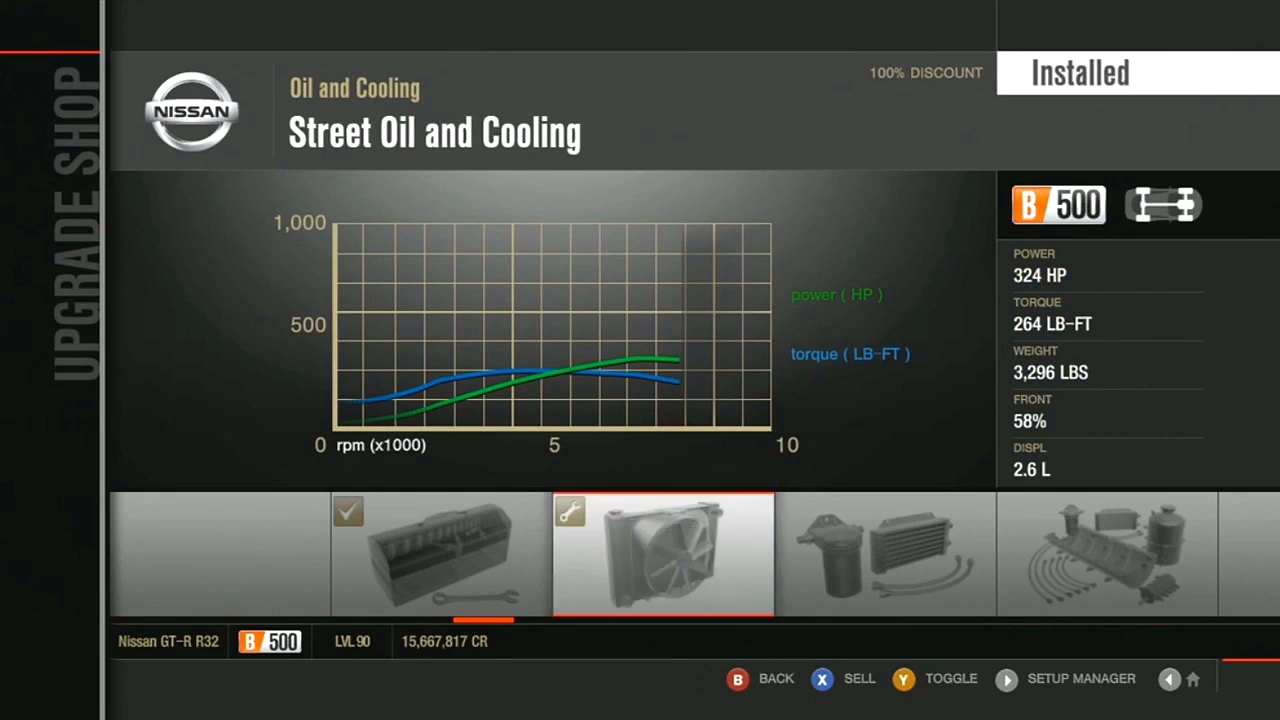 UPGRADE SHOP
NISSAN
Oil and Cooling
Street Oil and Cooling
100% DISCOUNT
Installed
B 500
1,000
500
0
rpm (x1000)
5
10
power ( HP )
torque ( LB-FT )
POWER
324 HP
TORQUE
264 LB-FT
WEIGHT
3,296 LBS
FRONT
58%
DISPL
2.6 L
Nissan GT-R R32
B 500
LVL 90
15,667,817 CR
B BACK
X SELL
Y TOGGLE
SETUP MANAGER